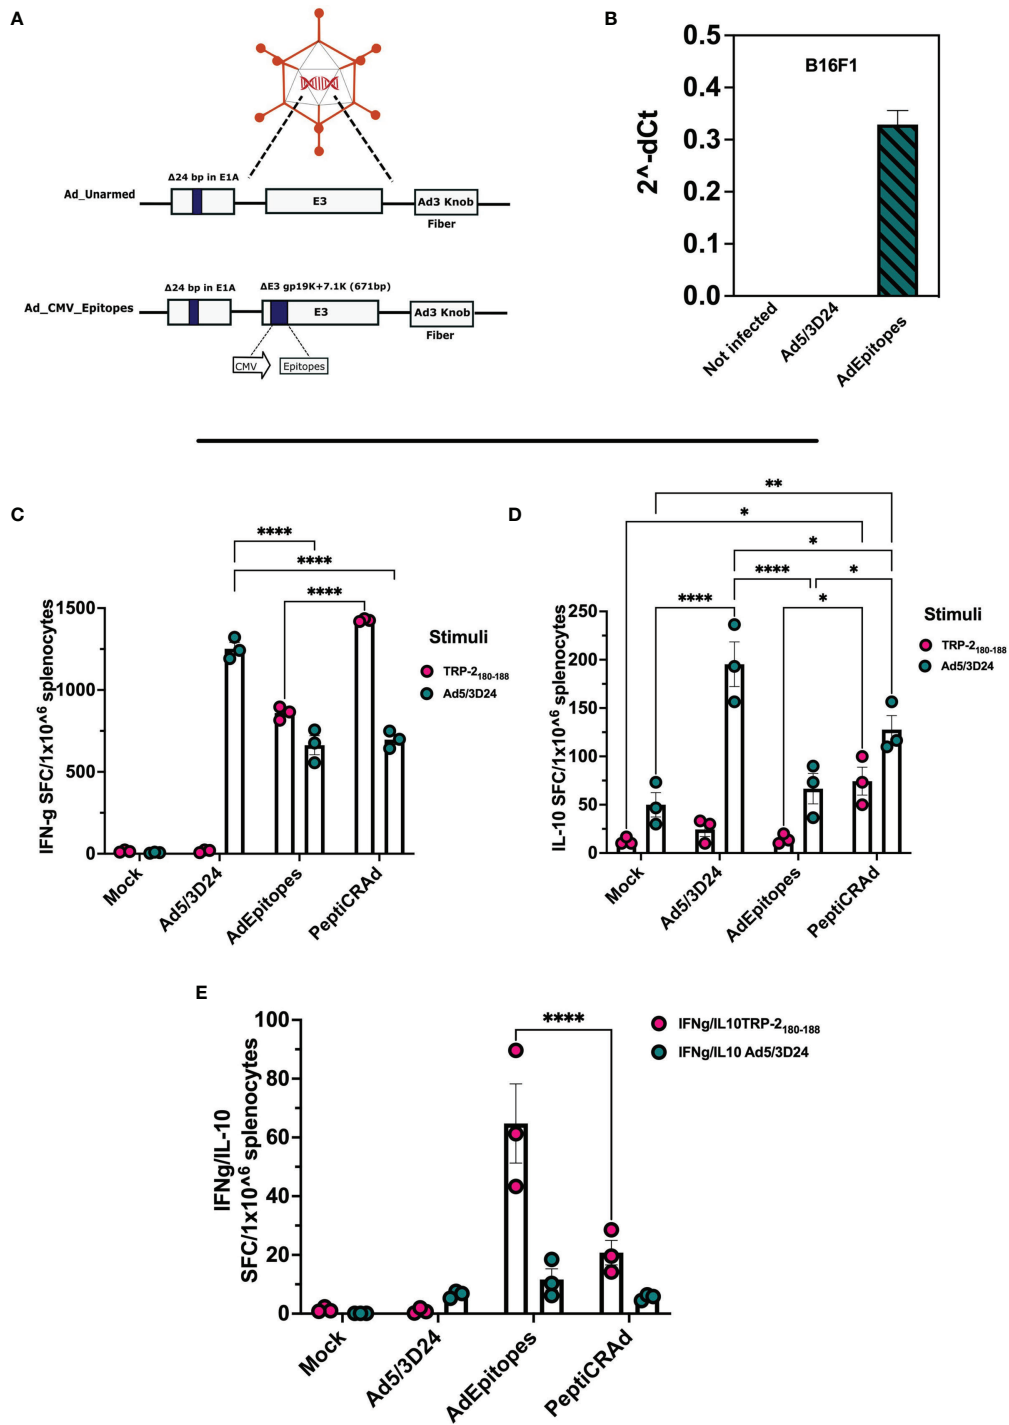 A
Δ24 bp in E1A
Ad_Unarmed
E3
Ad3 Knob
Fiber
Δ24 bp in E1A
ΔE3 gp19K+7.1K (671bp)
Ad_CMV_Epitopes
E3
Ad3 Knob
Fiber
CMV
Epitopes
B
B16F1
2^-dCt
0.5
0.4
0.3
0.2
0.1
0.0
Not infected
Ad5/3D24
AdEpitopes
C
****
****
****
IFN-g SFC/1x10^6 splenocytes
1500
1000
500
0
Mock
Ad5/3D24
AdEpitopes
PeptiCRAd
Stimuli
TRP-2180-188
Ad5/3D24
D
**
*
*
****
*
****
*
IL-10 SFC/1x10^6 splenocytes
250
200
150
100
50
0
Mock
Ad5/3D24
AdEpitopes
PeptiCRAd
Stimuli
TRP-2180-188
Ad5/3D24
E
****
IFNg/IL-10
SFC/1x10^6 splenocytes
100
80
60
40
20
0
Mock
Ad5/3D24
AdEpitopes
PeptiCRAd
IFNg/IL10TRP-2180-188
IFNg/IL10 Ad5/3D24